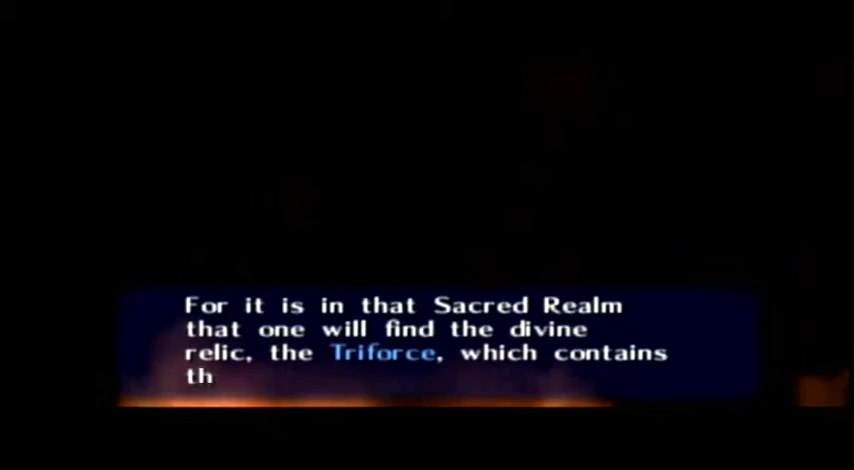 For it is in that Sacred Realm
that one will find the divine
relic, the Triforce, which contains
th